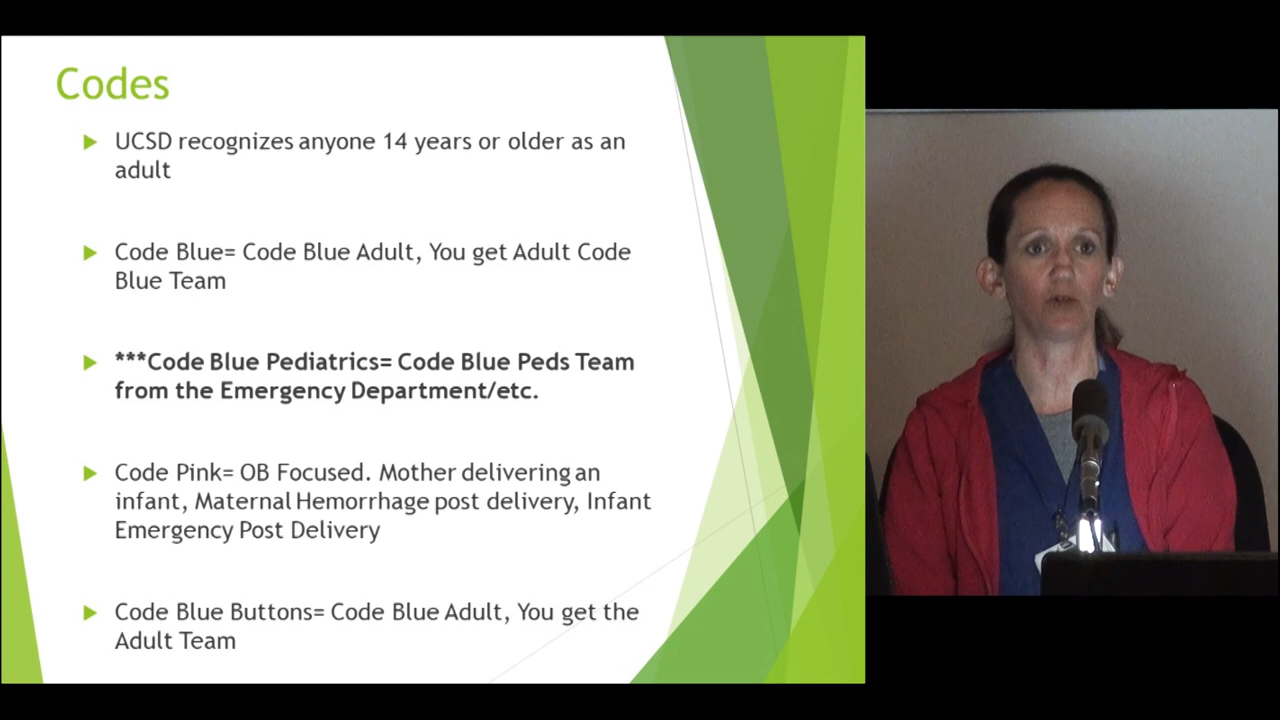 Codes
UCSD recognizes anyone 14 years or older as an
adult
Code Blue= Code Blue Adult, You get Adult Code
Blue Team
***Code Blue Pediatrics= Code Blue Peds Team
from the Emergency Department/etc.
Code Pink= OB Focused. Mother delivering an
infant, Maternal Hemorrhage post delivery, Infant
Emergency Post Delivery
Code Blue Buttons= Code Blue Adult, You get the
Adult Team